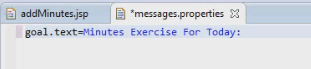 addMinutes.jsp
*messages.properties
goal.text=Minutes Exercise For Today: